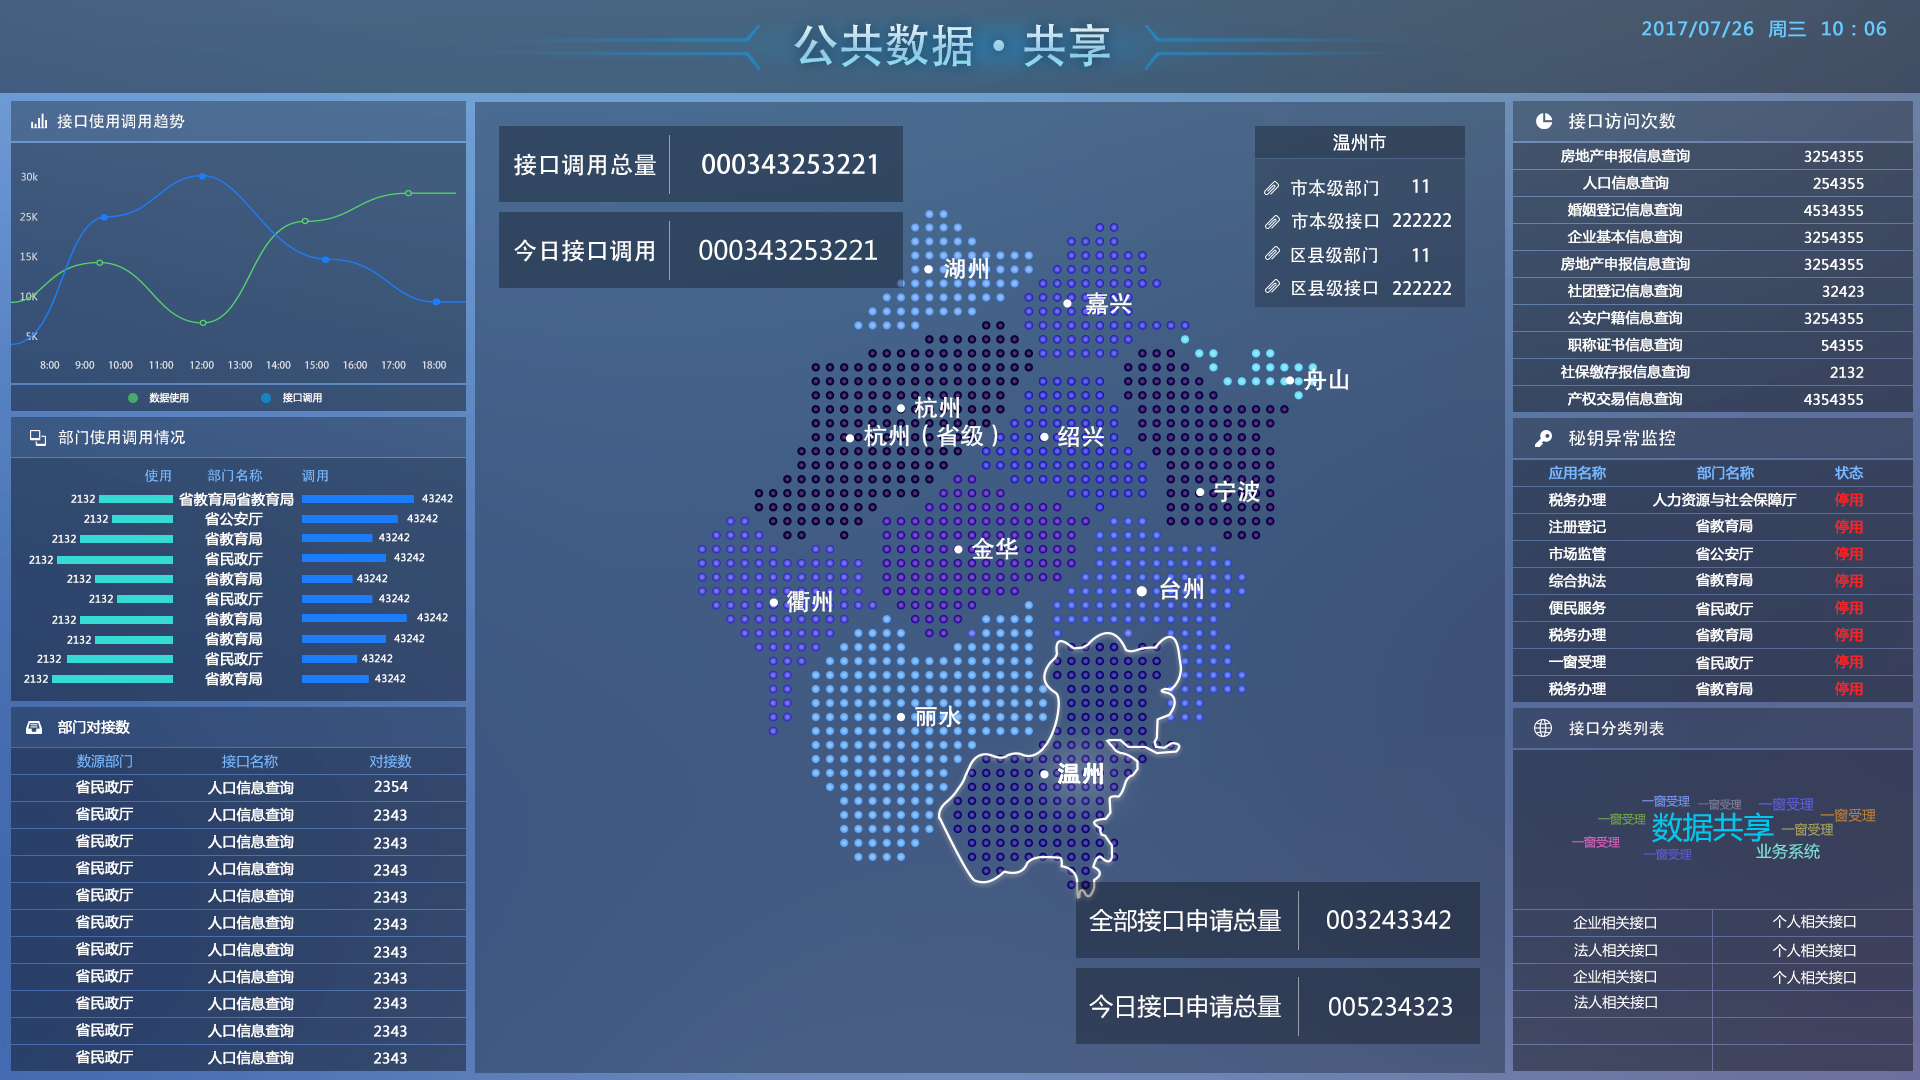 公共数据·共享
2017/07/26 周三 10:06
接口使用调用趋势
30k
25K
15K
10K
5K
8:00 9:00 10:00 11:00 12:00 13:00 14:00 15:00 16:00 17:00 18:00
数据使用 接口调用
部门使用调用情况
使用 部门名称 调用
2132 省教育局省教育局 43242
2132 省公安厅 43242
2132 省教育局 43242
2132 省民政厅 43242
2132 省教育局 43242
2132 省民政厅 43242
2132 省教育局 43242
2132 省教育局 43242
2132 省民政厅 43242
2132 省教育局 43242
部门对接数
数源部门 接口名称 对接数
省民政厅 人口信息查询 2354
省民政厅 人口信息查询 2343
省民政厅 人口信息查询 2343
省民政厅 人口信息查询 2343
省民政厅 人口信息查询 2343
省民政厅 人口信息查询 2343
省民政厅 人口信息查询 2343
省民政厅 人口信息查询 2343
省民政厅 人口信息查询 2343
省民政厅 人口信息查询 2343
省民政厅 人口信息查询 2343
接口调用总量 000343253221
今日接口调用 000343253221
温州市
市本级部门 11
市本级接口 222222
区县级部门 11
区县级接口 222222
湖州
嘉兴
舟山
杭州
杭州（省级）
绍兴
宁波
金华
台州
衢州
丽水
温州
全部接口申请总量 003243342
今日接口申请总量 005234323
接口访问次数
房地产申报信息查询 3254355
人口信息查询 254355
婚姻登记信息查询 4534355
企业基本信息查询 3254355
房地产申报信息查询 3254355
社团登记信息查询 32423
公安户籍信息查询 3254355
职称证书信息查询 54355
社保缴存报信息查询 2132
产权交易信息查询 4354355
秘钥异常监控
应用名称 部门名称 状态
税务办理 人力资源与社会保障厅 停用
注册登记 省教育局 停用
市场监管 省公安厅 停用
综合执法 省教育局 停用
便民服务 省民政厅 停用
税务办理 省教育局 停用
一窗受理 省民政厅 停用
税务办理 省教育局 停用
接口分类列表
一窗受理 一窗受理 一窗受理
一窗受理 数据共享 一窗受理 一窗受理
一窗受理 一窗受理 业务系统
企业相关接口 个人相关接口
法人相关接口 个人相关接口
企业相关接口 个人相关接口
法人相关接口